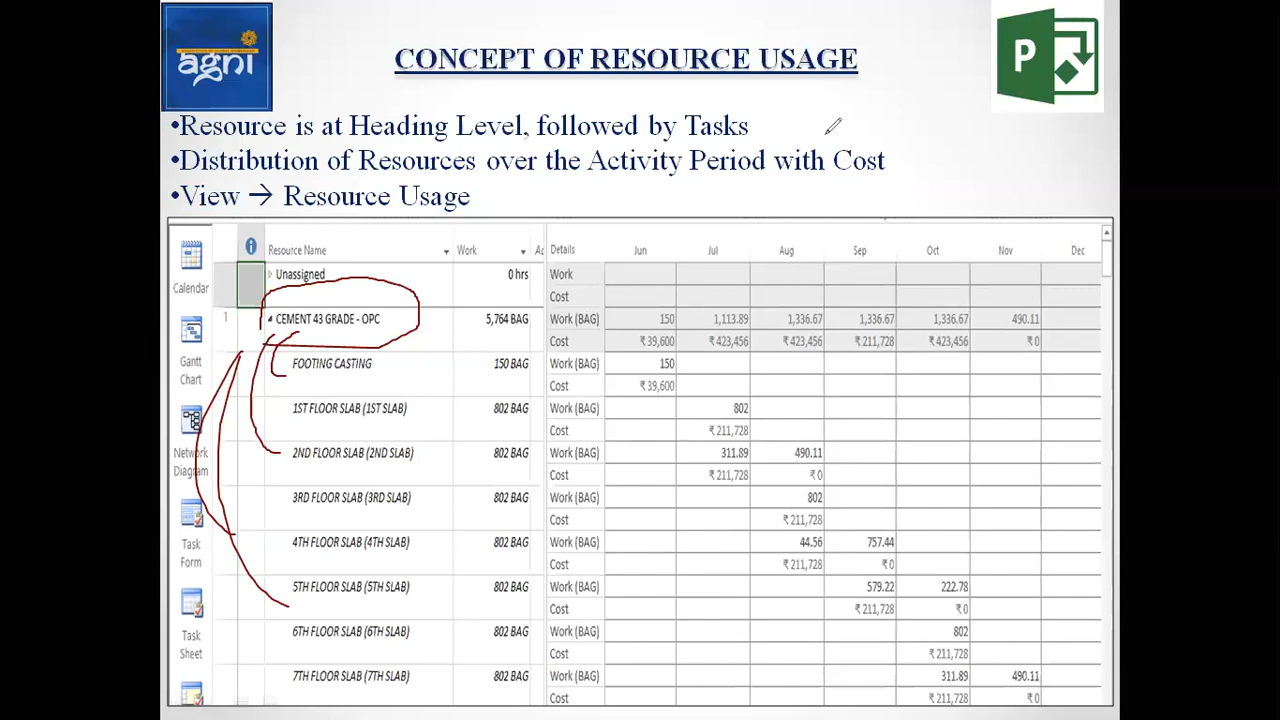 agni
CONCEPT OF RESOURCE USAGE
P
•Resource is at Heading Level, followed by Tasks
•Distribution of Resources over the Activity Period with Cost
•View → Resource Usage
Resource Name Work Ac Details Jun Jul Aug Sep Oct Nov Dec
Unassigned 0 hrs Work
Cost
1 CEMENT 43 GRADE - OPC 5,764 BAG Work (BAG) 150 1,113.89 1,336.67 1,336.67 1,336.67 490.11
Cost ₹ 39,600 ₹ 423,456 ₹ 423,456 ₹ 211,728 ₹ 423,456 ₹ 0
FOOTING CASTING 150 BAG Work (BAG) 150
Cost ₹ 39,600
1ST FLOOR SLAB (1ST SLAB) 802 BAG Work (BAG) 802
Cost ₹ 211,728
2ND FLOOR SLAB (2ND SLAB) 802 BAG Work (BAG) 311.89 490.11
Cost ₹ 211,728 ₹ 0
3RD FLOOR SLAB (3RD SLAB) 802 BAG Work (BAG) 802
Cost ₹ 211,728
4TH FLOOR SLAB (4TH SLAB) 802 BAG Work (BAG) 44.56 757.44
Cost ₹ 211,728 ₹ 0
5TH FLOOR SLAB (5TH SLAB) 802 BAG Work (BAG) 579.22 222.78
Cost ₹ 211,728 ₹ 0
6TH FLOOR SLAB (6TH SLAB) 802 BAG Work (BAG) 802
Cost ₹ 211,728
7TH FLOOR SLAB (7TH SLAB) 802 BAG Work (BAG) 311.89 490.11
Cost ₹ 211,728 ₹ 0
Calendar
Gantt
Chart
Network
Diagram
Task
Form
Task
Sheet